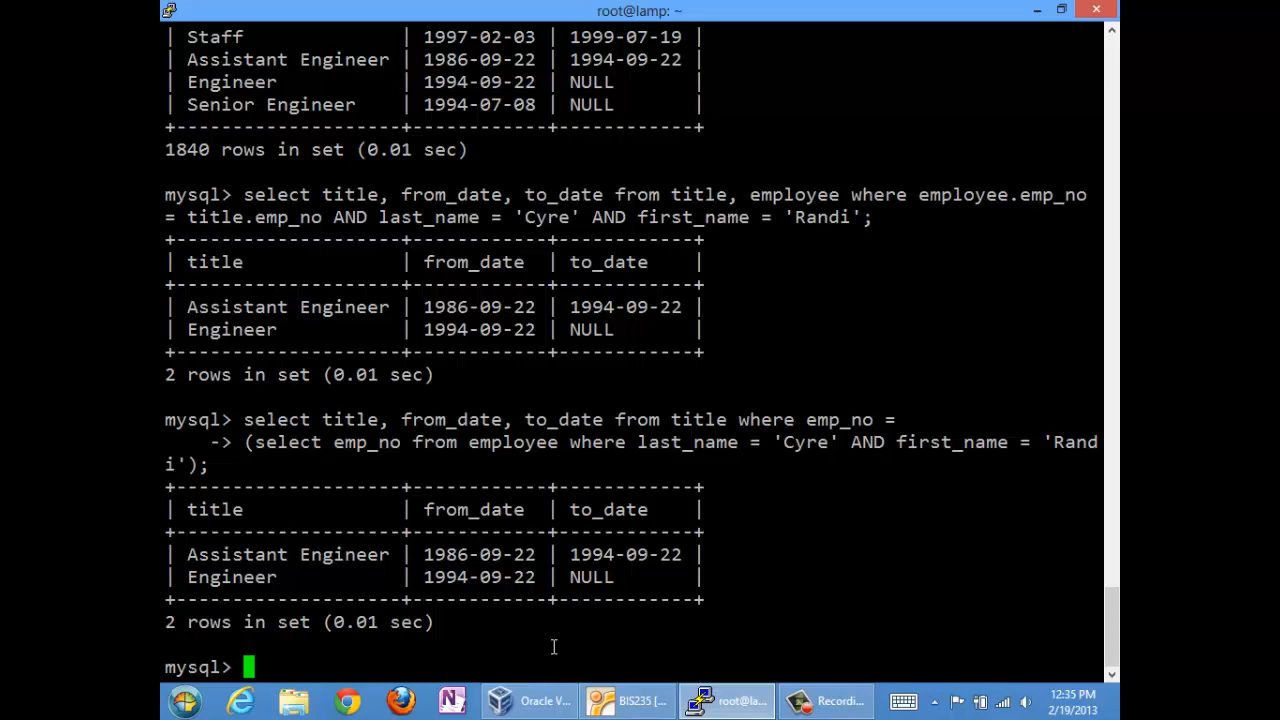 root@lamp: ~
| Staff | 1997-02-03 | 1999-07-19 |
| Assistant Engineer | 1986-09-22 | 1994-09-22 |
| Engineer | 1994-09-22 | NULL |
| Senior Engineer | 1994-07-08 | NULL |
+--------------------+------------+------------+
1840 rows in set (0.01 sec)
mysql> select title, from_date, to_date from title, employee where employee.emp_no
= title.emp_no AND last_name = 'Cyre' AND first_name = 'Randi';
+--------------------+------------+------------+
| title | from_date | to_date |
+--------------------+------------+------------+
| Assistant Engineer | 1986-09-22 | 1994-09-22 |
| Engineer | 1994-09-22 | NULL |
+--------------------+------------+------------+
2 rows in set (0.01 sec)
mysql> select title, from_date, to_date from title where emp_no =
-> (select emp_no from employee where last_name = 'Cyre' AND first_name = 'Rand
i');
+--------------------+------------+------------+
| title | from_date | to_date |
+--------------------+------------+------------+
| Assistant Engineer | 1986-09-22 | 1994-09-22 |
| Engineer | 1994-09-22 | NULL |
+--------------------+------------+------------+
2 rows in set (0.01 sec)
mysql>
Oracle V... BIS235 [... root@la... Recordi... 12:35 PM
2/19/2013